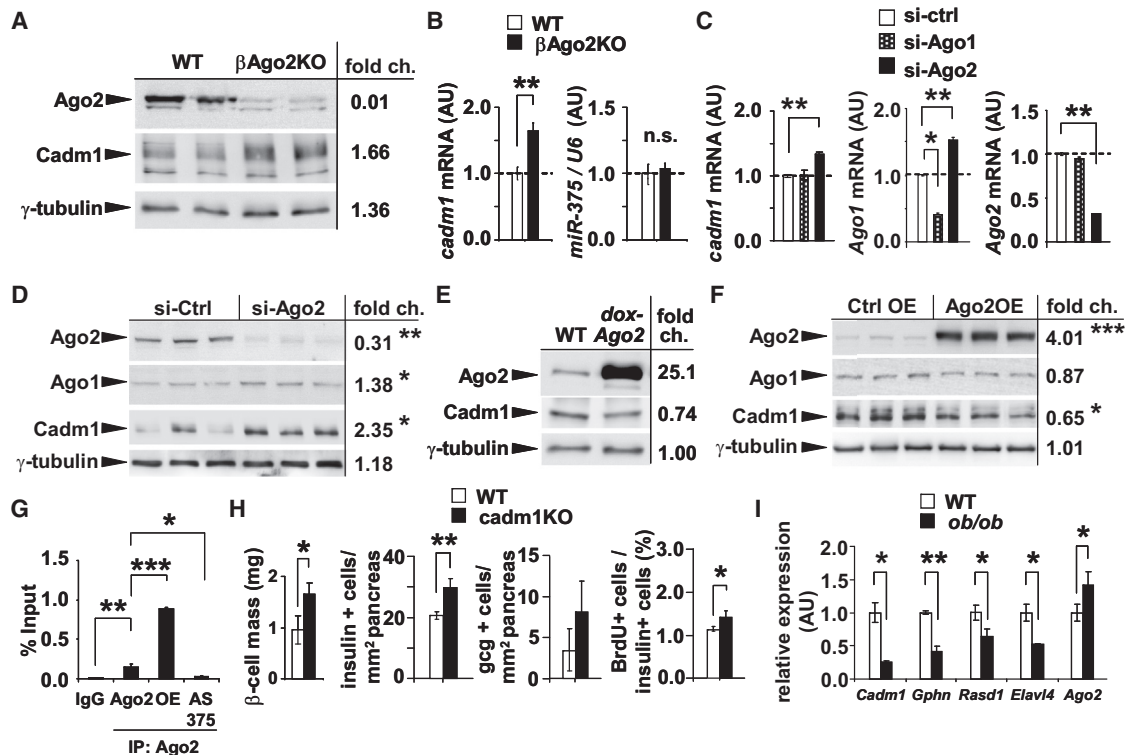 A
WT βAgo2KO fold ch.
Ago2 0.01
Cadm1 1.66
γ-tubulin 1.36
B
WT
βAgo2KO
cadm1 mRNA (AU)
2.0
1.0
0.0
**
miR-375 / U6 (AU)
1.5
1.0
0.0
n.s.
C
si-ctrl
si-Ago1
si-Ago2
cadm1 mRNA (AU)
2.0
1.0
0.0
**
Ago1 mRNA (AU)
2.0
1.0
0.0
**
*
Ago2 mRNA (AU)
1.5
1.0
0.5
0.0
**
D
si-Ctrl si-Ago2 fold ch.
Ago2 0.31 **
Ago1 1.38 *
Cadm1 2.35 *
γ-tubulin 1.18
E
WT dox-Ago2 fold ch.
Ago2 25.1
Cadm1 0.74
γ-tubulin 1.00
F
Ctrl OE Ago2OE fold ch.
Ago2 4.01 ***
Ago1 0.87
Cadm1 0.65 *
γ-tubulin 1.01
G
% Input
1.5
1.0
0.5
0.0
*
***
**
IgG Ago2 OE AS
375
IP: Ago2
H
WT
cadm1KO
β-cell mass (mg)
2
1
0
*
insulin + cells/
mm² pancreas
40
20
0
**
gcg + cells/
mm² pancreas
15
10
5
0
BrdU+ cells /
insulin+ cells (%)
3.0
2.0
1.0
0.0
*
I
WT
ob/ob
relative expression
(AU)
2.0
1.5
1.0
0.5
0.0
* ** * * *
Cadm1 Gphn Rasd1 Elavl4 Ago2